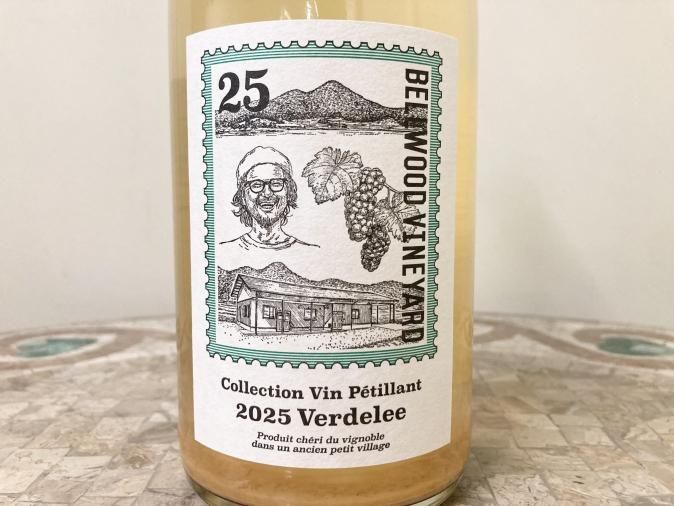 25
BELLWOOD VINEYARD
Collection Vin Pétillant
2025 Verdelee
Produit chéri du vignoble
dans un ancien petit village